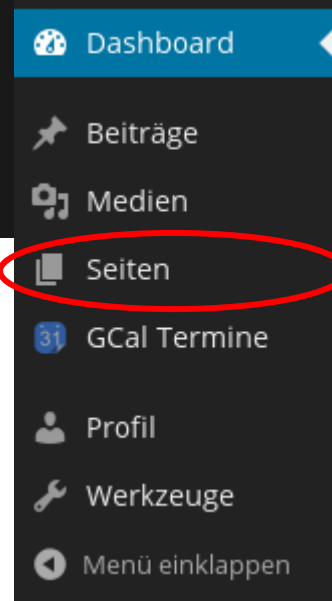 Dashboard
Beiträge
Medien
Seiten
31 GCal Termine
Profil
Werkzeuge
Menü einklappen